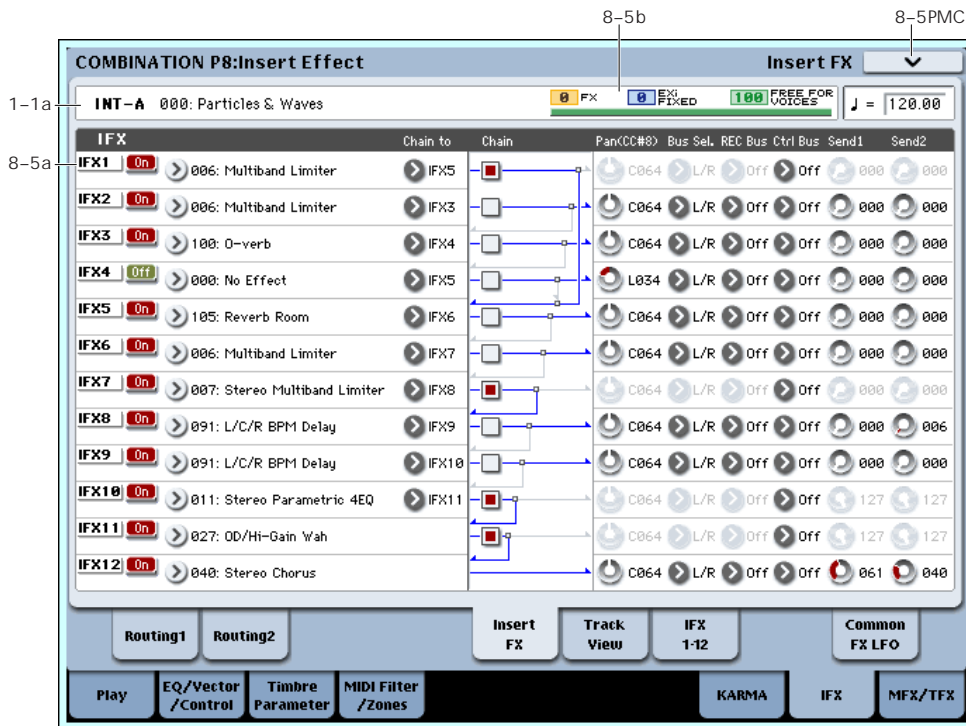 8-5b 8-5PMC
COMBINATION P8:Insert Effect Insert FX
1-1a INT-A 000: Particles & Waves 0 FX 0 EXi FIXED 100 FREE FOR VOICES ♩ = 120.00
IFX Chain to Chain Pan(CC#8) Bus Sel. REC Bus Ctrl Bus Send1 Send2
8-5a IFX1 On 006: Multiband Limiter IFX5 C064 L/R Off Off 000 000
IFX2 On 006: Multiband Limiter IFX3 C064 L/R Off Off 000 000
IFX3 On 100: O-verb IFX4 C064 L/R Off Off 000 000
IFX4 Off 000: No Effect IFX5 L034 L/R Off Off 000 000
IFX5 On 105: Reverb Room IFX6 C064 L/R Off Off 000 000
IFX6 On 006: Multiband Limiter IFX7 C064 L/R Off Off 000 000
IFX7 On 007: Stereo Multiband Limiter IFX8 C064 L/R Off Off 000 000
IFX8 On 091: L/C/R BPM Delay IFX9 C064 L/R Off Off 000 006
IFX9 On 091: L/C/R BPM Delay IFX10 C064 L/R Off Off 000 000
IFX10 On 011: Stereo Parametric 4EQ IFX11 C064 L/R Off Off 127 127
IFX11 On 027: OD/Hi-Gain Wah C064 L/R Off Off 127 127
IFX12 On 040: Stereo Chorus C064 L/R Off Off 061 040
Routing1 Routing2 Insert FX Track View IFX 1-12 Common FX LFO
Play EQ/Vector /Control Timbre Parameter MIDI Filter /Zones KARMA IFX MFX/TFX